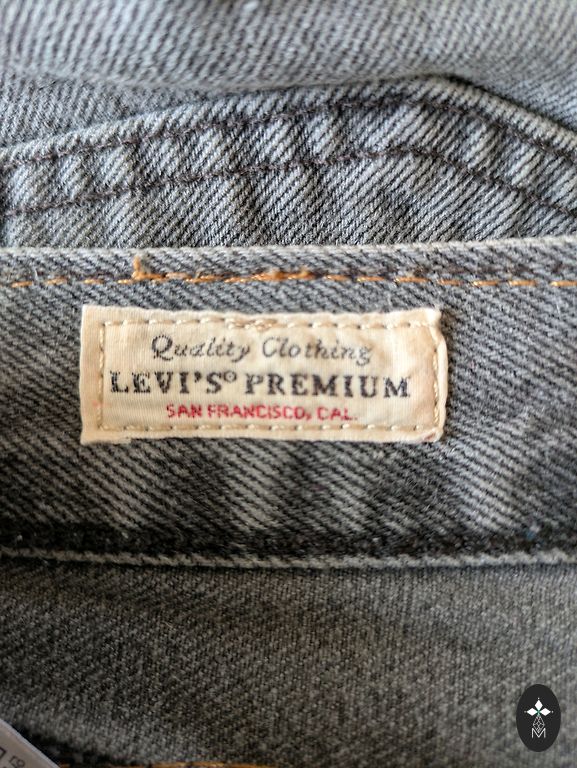 Quality Clothing
LEVI'S® PREMIUM
SAN FRANCISCO, CAL.